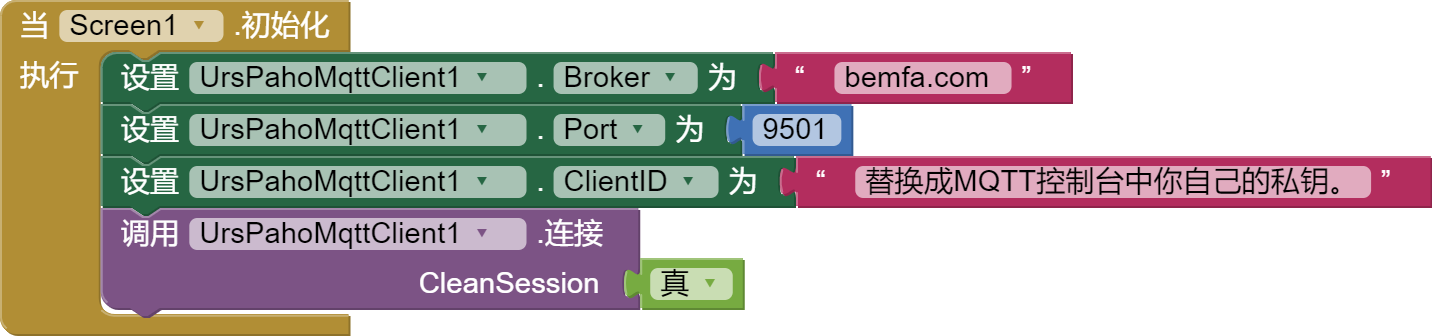 当 Screen1 .初始化
执行 设置 UrsPahoMqttClient1 . Broker 为 “ bemfa.com ”
设置 UrsPahoMqttClient1 . Port 为 9501
设置 UrsPahoMqttClient1 . ClientID 为 “ 替换成MQTT控制台中你自己的私钥。 ”
调用 UrsPahoMqttClient1 .连接
CleanSession 真